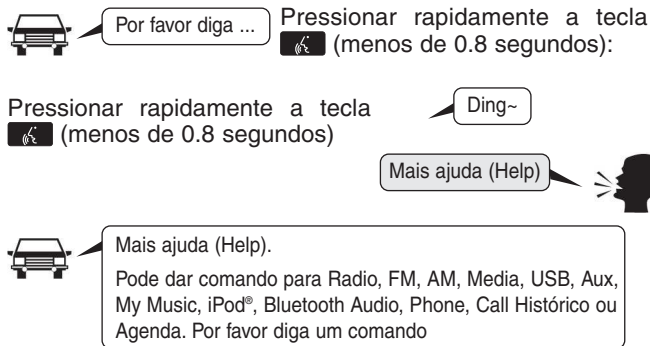 Por favor diga ...
Pressionar rapidamente a tecla
(menos de 0.8 segundos):
Pressionar rapidamente a tecla
(menos de 0.8 segundos)
Ding~
Mais ajuda (Help)
Mais ajuda (Help).
Pode dar comando para Radio, FM, AM, Media, USB, Aux,
My Music, iPod®, Bluetooth Audio, Phone, Call Histórico ou
Agenda. Por favor diga um comando